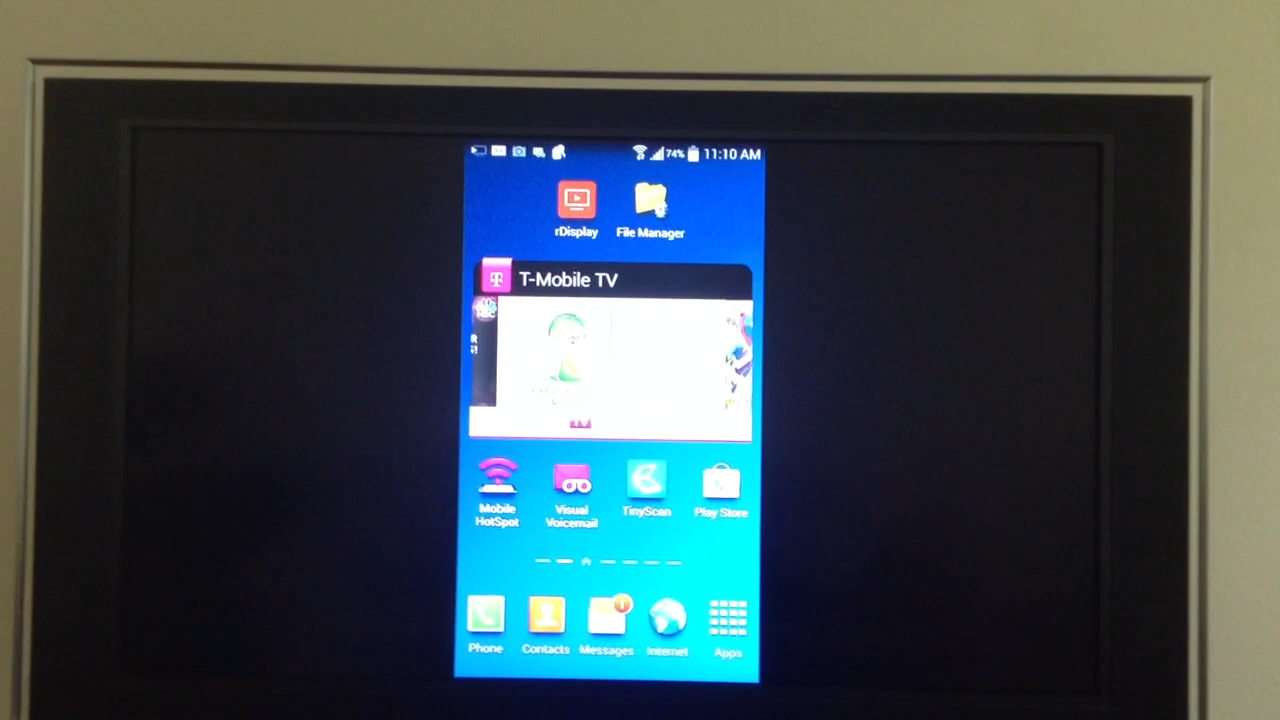 74% 11:10 AM
rDisplay File Manager
T-Mobile TV
TV
Mobile HotSpot
Visual Voicemail
TinyScan
Play Store
Phone Contacts Messages Internet Apps